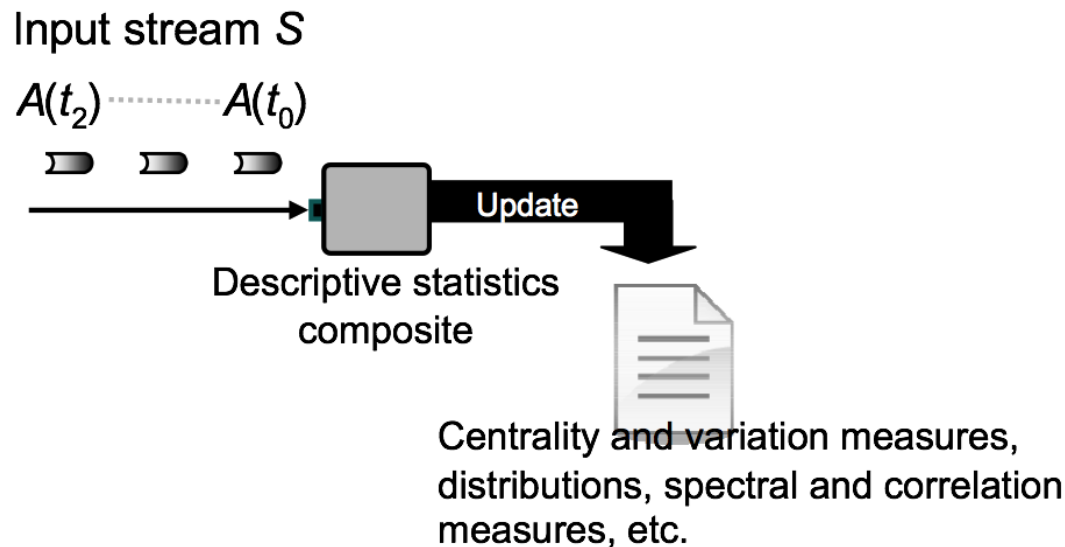 Input stream S
A(t₂) A(t₀)
Update
Descriptive statistics
composite
Centrality and variation measures,
distributions, spectral and correlation
measures, etc.